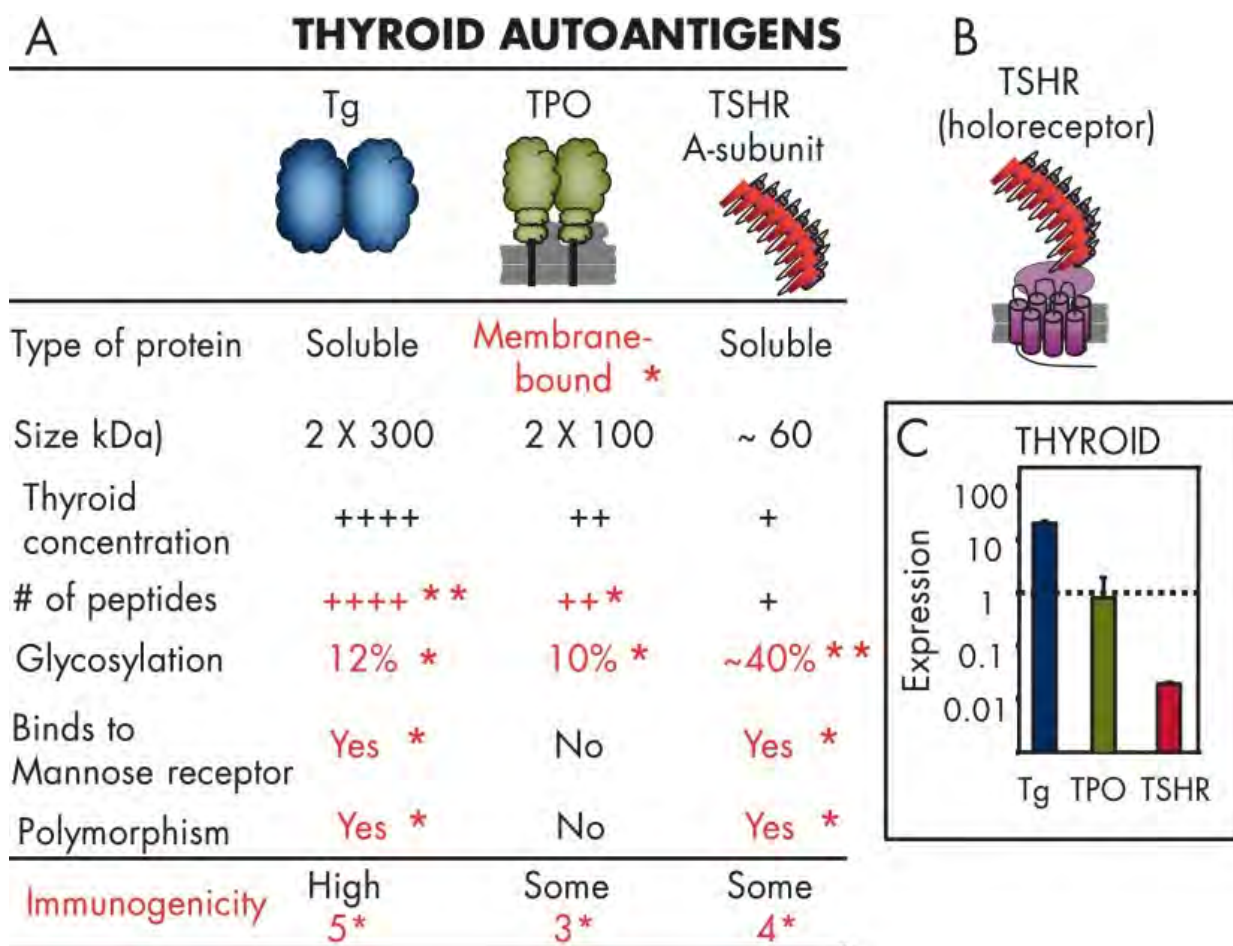 A
THYROID AUTOANTIGENS
Tg TPO TSHR
A-subunit
Type of protein Soluble Membrane-bound * Soluble
Size kDa) 2 X 300 2 X 100 ~ 60
Thyroid
concentration ++++ ++ +
# of peptides ++++ ** ++* +
Glycosylation 12% * 10% * ~40% **
Binds to
Mannose receptor Yes * No Yes *
Polymorphism Yes * No Yes *
Immunogenicity High 5* Some 3* Some 4*
B
TSHR
(holoreceptor)
C THYROID
Expression
100
10
1
0.1
0.01
Tg TPO TSHR